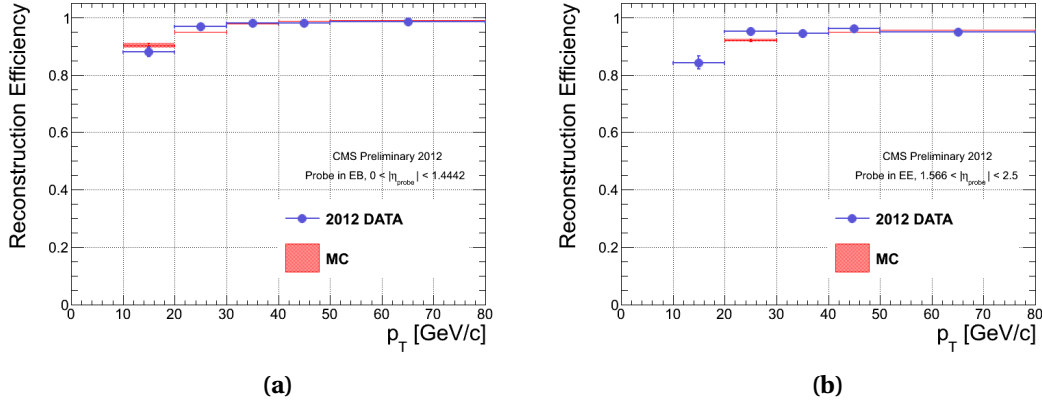 Reconstruction Efficiency
1
0.8
0.6
0.4
0.2
0
CMS Preliminary 2012
Probe in EB, 0 < |η_probe| < 1.4442
2012 DATA
MC
0 10 20 30 40 50 60 70 80
p_T [GeV/c]
(a)
Reconstruction Efficiency
1
0.8
0.6
0.4
0.2
0
CMS Preliminary 2012
Probe in EE, 1.566 < |η_probe| < 2.5
2012 DATA
MC
0 10 20 30 40 50 60 70 80
p_T [GeV/c]
(b)